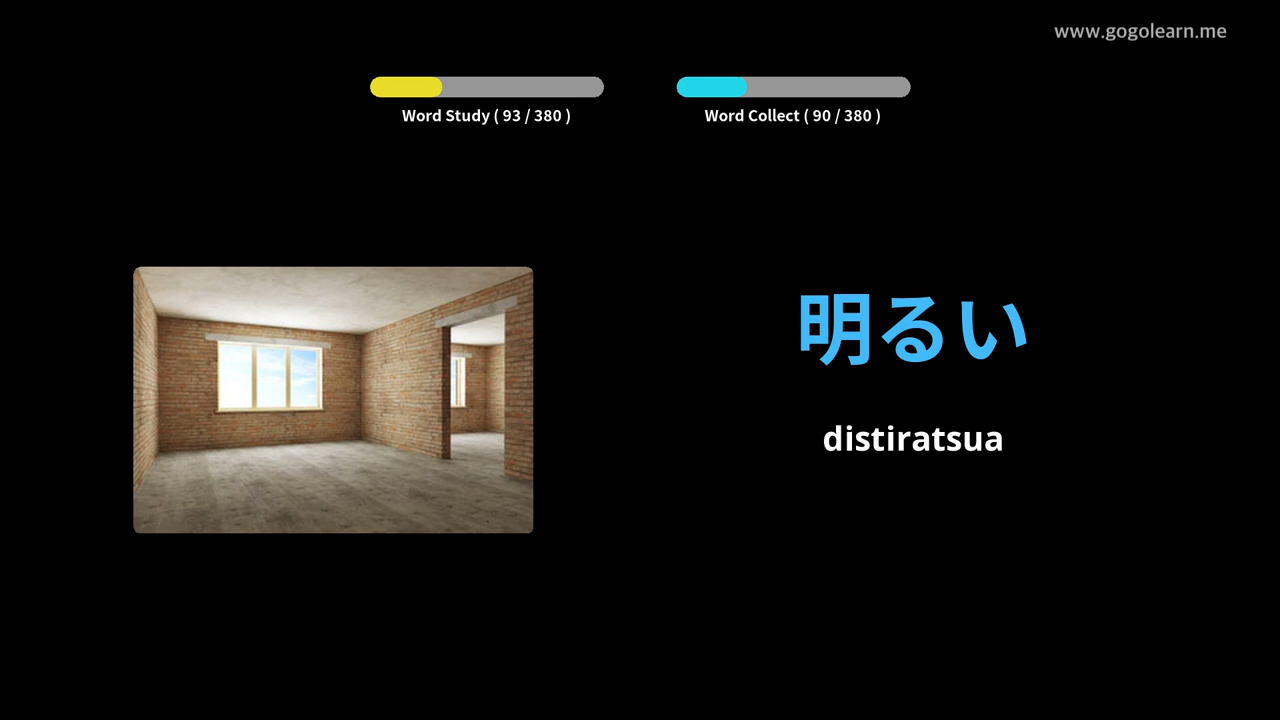 www.gogolearn.me
Word Study ( 93 / 380 )
Word Collect ( 90 / 380 )
明るい
distiratsua